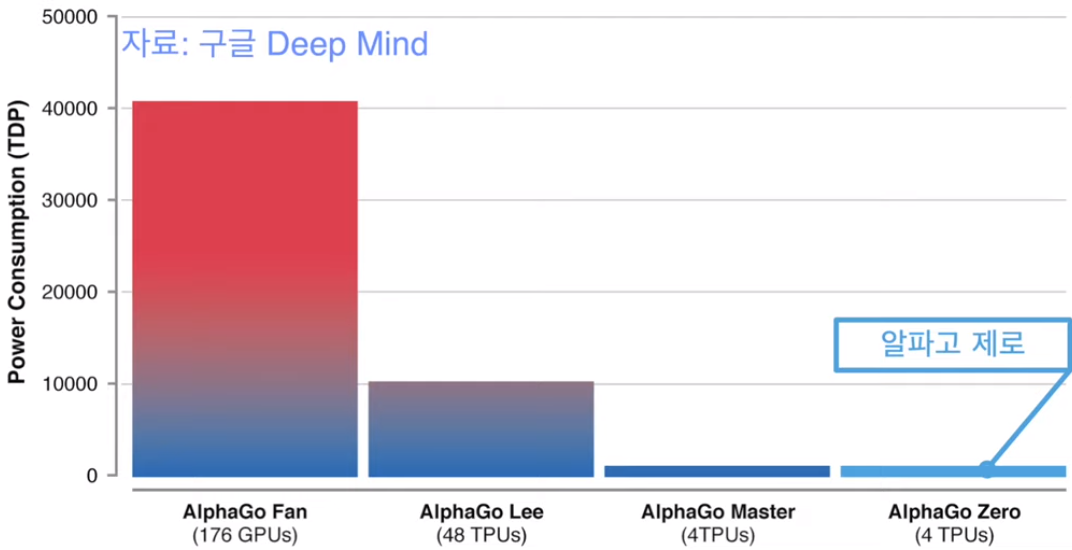 50000
자료: 구글 Deep Mind
40000
30000
20000
10000
0
Power Consumption (TDP)
알파고 제로
AlphaGo Fan
(176 GPUs)
AlphaGo Lee
(48 TPUs)
AlphaGo Master
(4TPUs)
AlphaGo Zero
(4 TPUs)